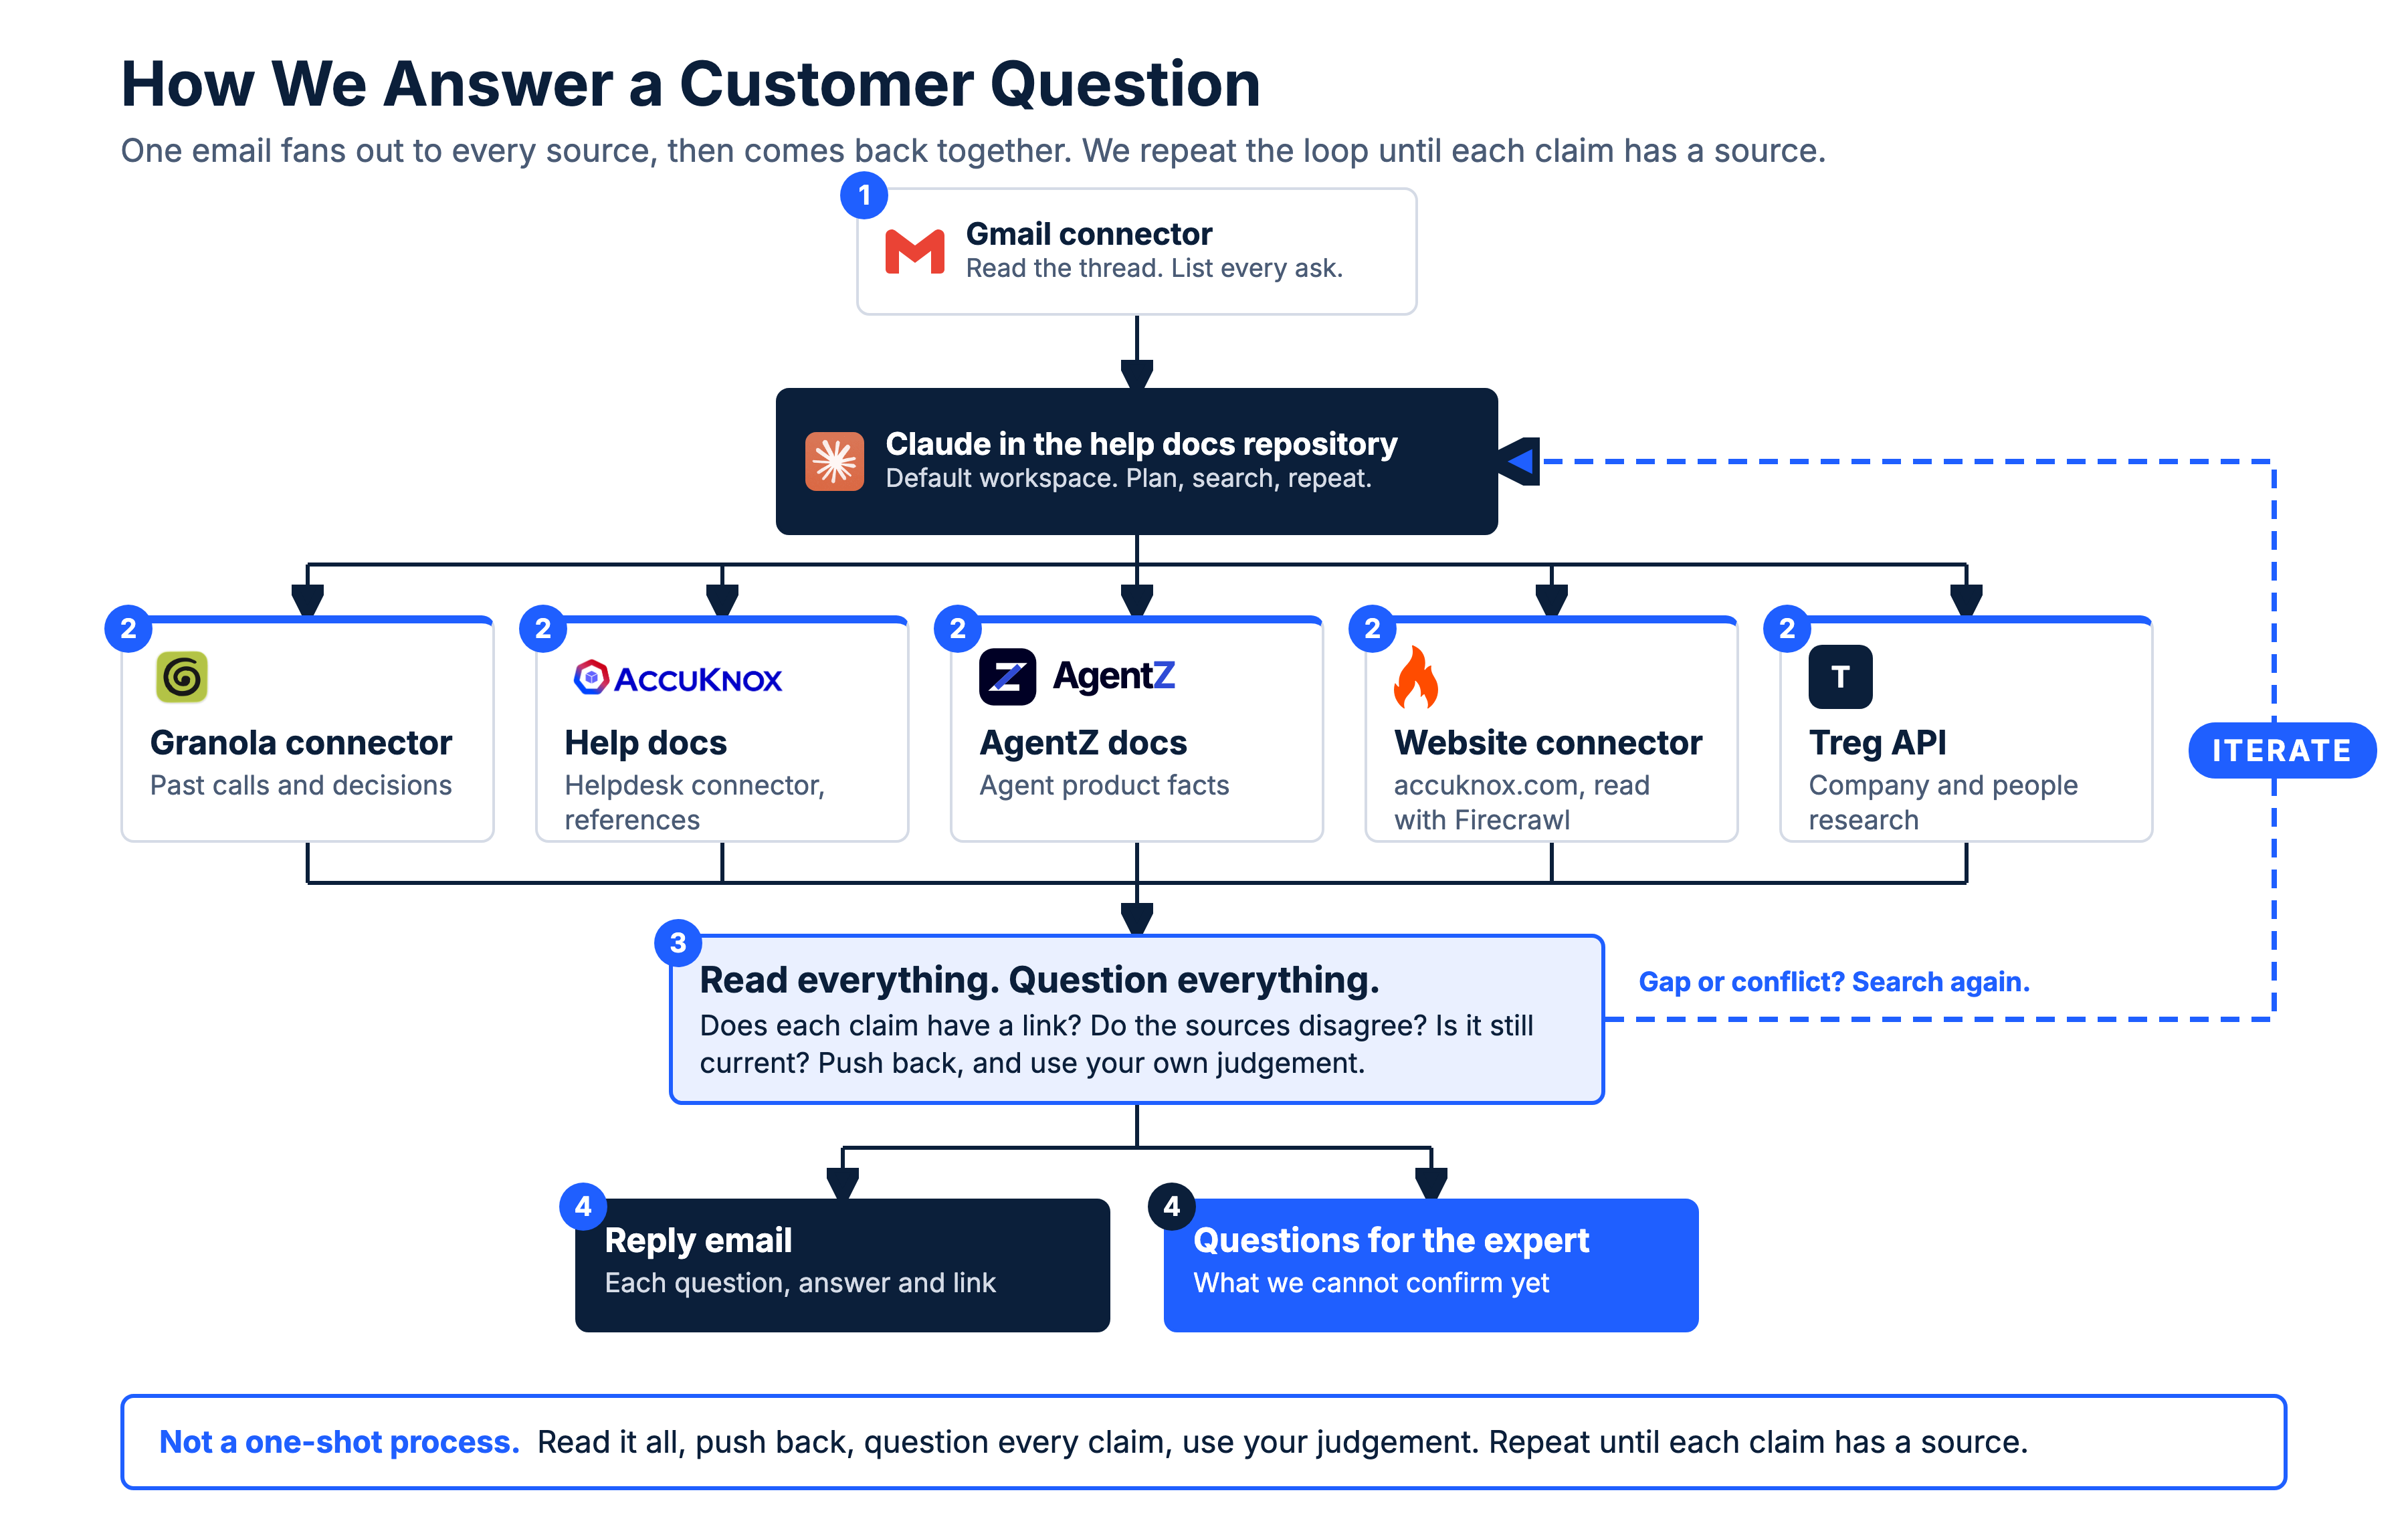 How We Answer a Customer Question
One email fans out to every source, then comes back together. We repeat the loop until each claim has a source.
1
Gmail connector
Read the thread. List every ask.
Claude in the help docs repository
Default workspace. Plan, search, repeat.
2
Granola connector
Past calls and decisions
2
ACCUKNOX
Help docs
Helpdesk connector,
references
2
AgentZ
AgentZ docs
Agent product facts
2
Website connector
accuknox.com, read
with Firecrawl
2
T
Treg API
Company and people
research
ITERATE
3
Read everything. Question everything.
Does each claim have a link? Do the sources disagree? Is it still
current? Push back, and use your own judgement.
Gap or conflict? Search again.
4
Reply email
Each question, answer and link
4
Questions for the expert
What we cannot confirm yet
Not a one-shot process. Read it all, push back, question every claim, use your judgement. Repeat until each claim has a source.